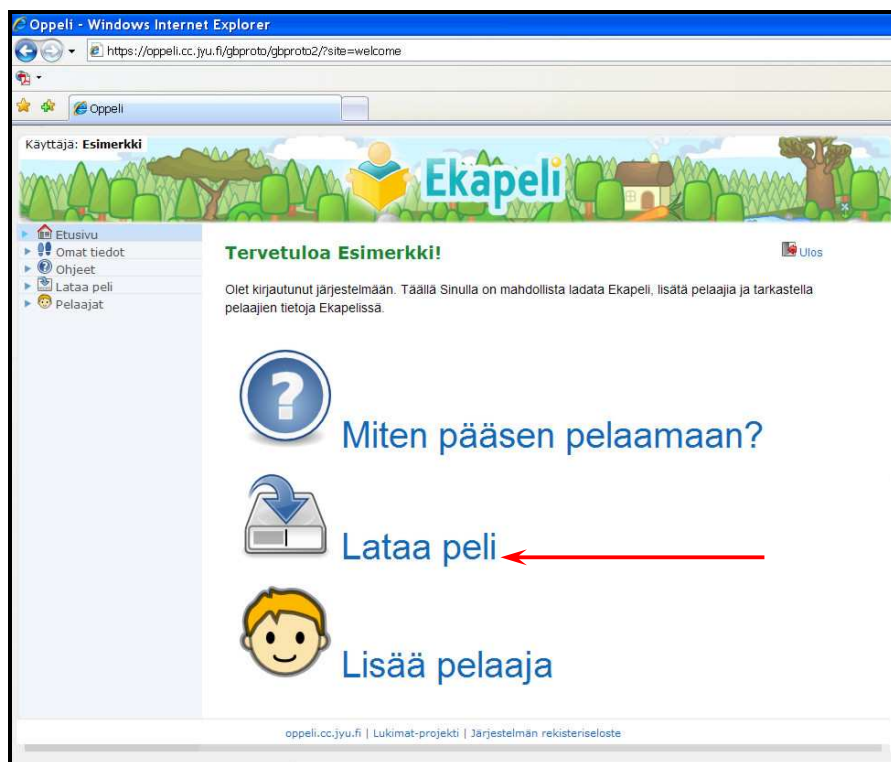 Oppeli - Windows Internet Explorer
https://oppeli.cc.jyu.fi/gbproto/gbproto2/?site=welcome
Oppeli
Käyttäjä: Esimerkki
Ekapeli
Etusivu
Omat tiedot
Ohjeet
Lataa peli
Pelaajat
Tervetuloa Esimerkki!
Ulos
Olet kirjautunut järjestelmään. Täällä Sinulla on mahdollista ladata Ekapeli, lisätä pelaajia ja tarkastella
pelaajien tietoja Ekapelissä.
Miten pääsen pelaamaan?
Lataa peli
Lisää pelaaja
oppeli.cc.jyu.fi | Lukimat-projekti | Järjestelmän rekisteriseloste